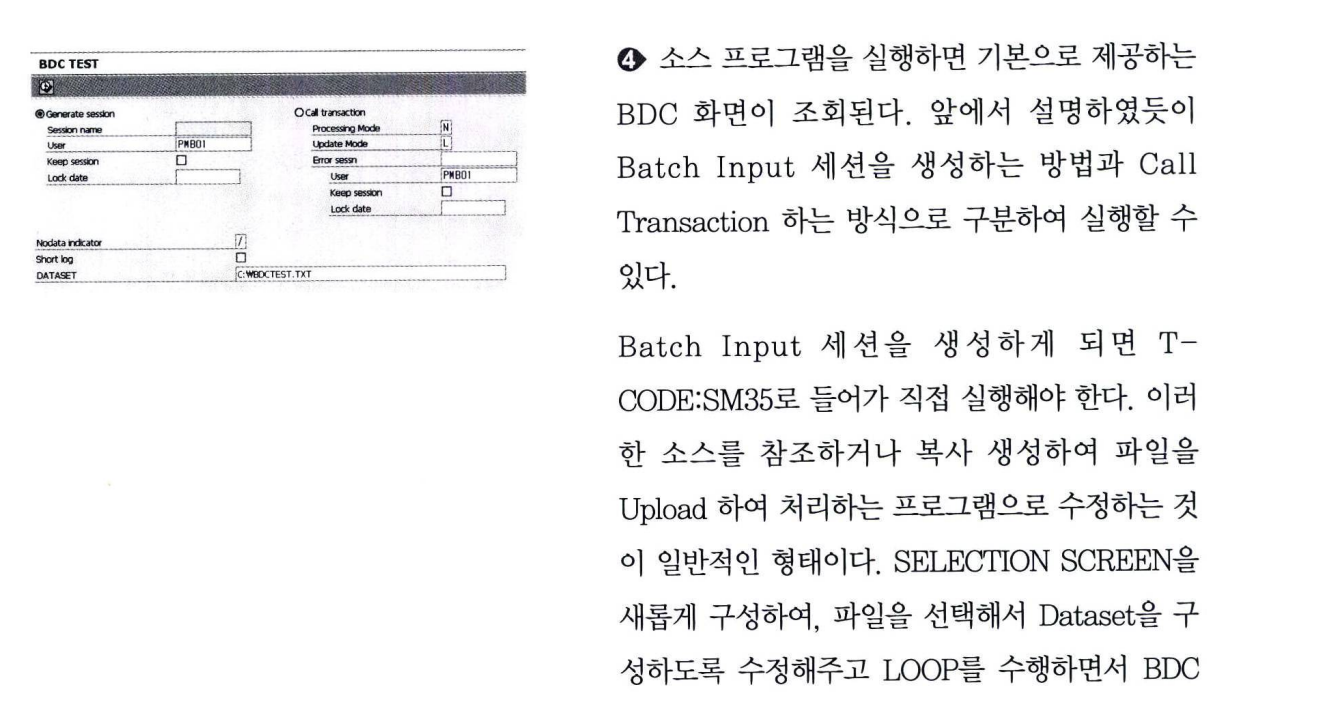 BDC TEST
Generate session
Session name
User PWB01
Keep session
Lock date
Call transaction
Processing Mode N
Update Mode L
Error sessn
User PWB01
Keep session
Lock date
Nodata indicator /
Short log
DATASET C:₩BDCTEST.TXT
❹ 소스 프로그램을 실행하면 기본으로 제공하는
BDC 화면이 조회된다. 앞에서 설명하였듯이
Batch Input 세션을 생성하는 방법과 Call
Transaction 하는 방식으로 구분하여 실행할 수
있다.
Batch Input 세션을 생성하게 되면 T-
CODE:SM35로 들어가 직접 실행해야 한다. 이러
한 소스를 참조하거나 복사 생성하여 파일을
Upload 하여 처리하는 프로그램으로 수정하는 것
이 일반적인 형태이다. SELECTION SCREEN을
새롭게 구성하여, 파일을 선택해서 Dataset을 구
성하도록 수정해주고 LOOP를 수행하면서 BDC